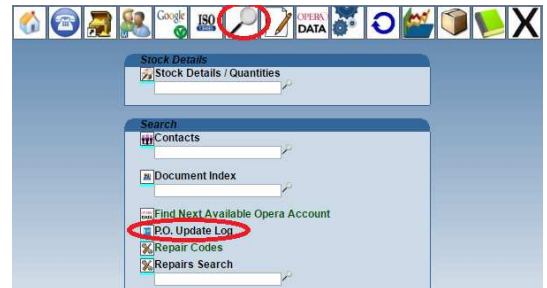 Google
ISO
OPERA
DATA
X
Stock Details
Stock Details / Quantities
Search
Contacts
Document Index
Find Next Available Opera Account
P.O. Update Log
Repair Codes
Repairs Search